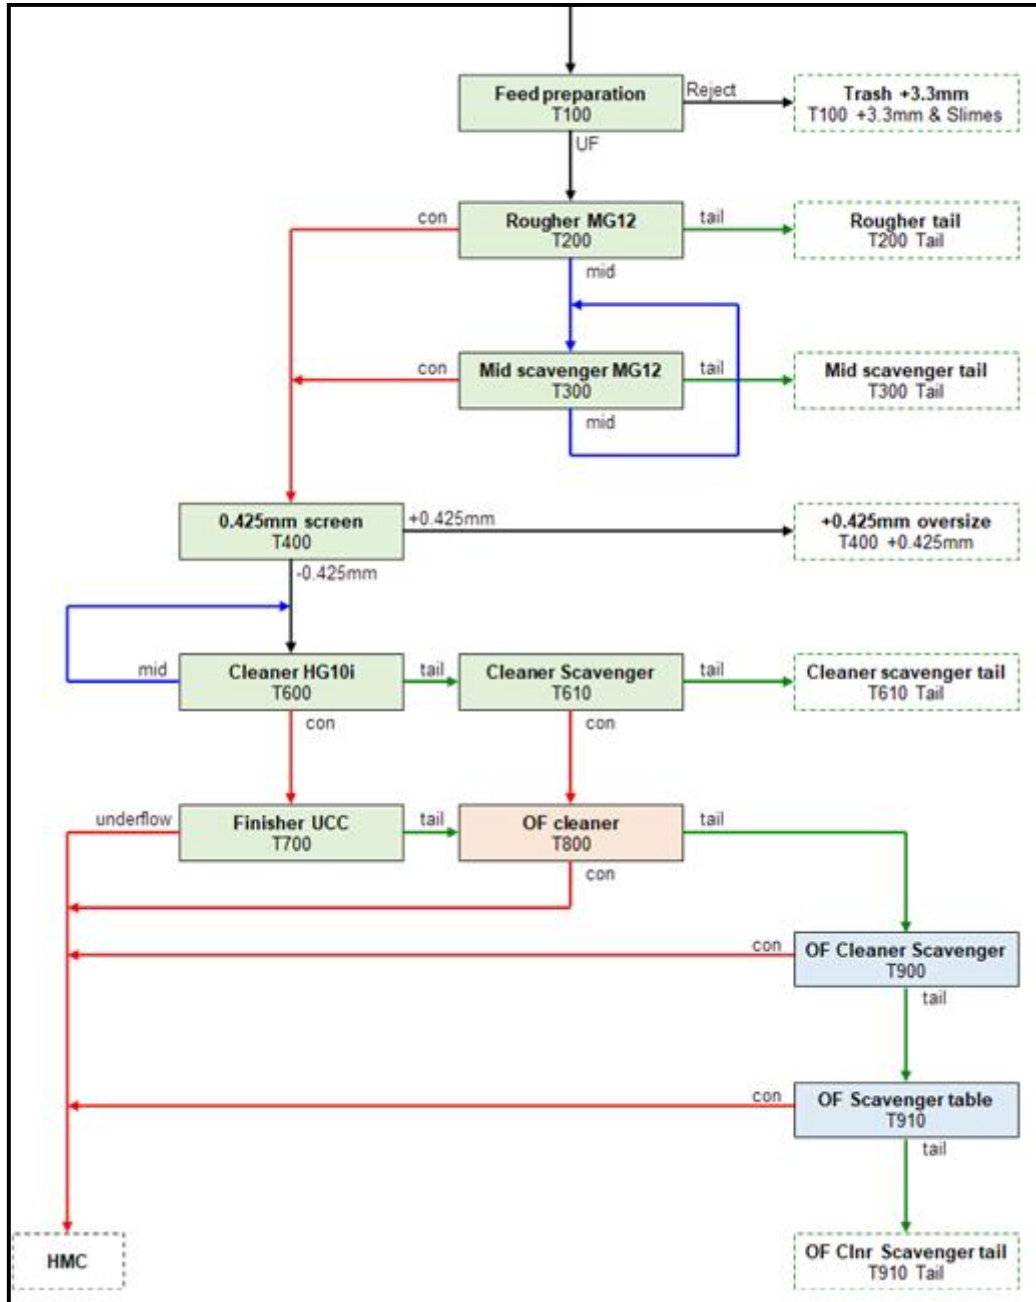 Feed preparation
T100
Reject
Trash +3.3mm
T100 +3.3mm & Slimes
UF
con
Rougher MG12
T200
tail
Rougher tail
T200 Tail
mid
con
Mid scavenger MG12
T300
tail
Mid scavenger tail
T300 Tail
mid
0.425mm screen
T400
+0.425mm
+0.425mm oversize
T400 +0.425mm
-0.425mm
mid
Cleaner HG10i
T600
tail
Cleaner Scavenger
T610
tail
Cleaner scavenger tail
T610 Tail
con
con
underflow
Finisher UCC
T700
tail
OF cleaner
T800
tail
con
con
OF Cleaner Scavenger
T900
tail
con
OF Scavenger table
T910
tail
HMC
OF Clnr Scavenger tail
T910 Tail